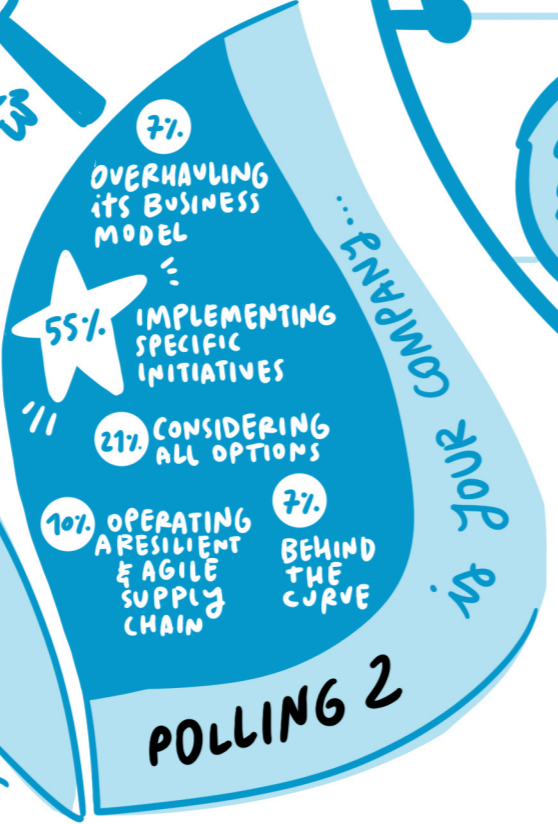 7%
OVERHAULING
iTS BUSINESS
MODEL
55%
IMPLEMENTING
SPECIFIC
INITIATIVES
21%
CONSIDERING
ALL OPTIONS
10%
OPERATING
A RESILIENT
& AGILE
SUPPLY
CHAIN
7%
BEHIND
THE
CURVE
is YOUR COMPANY...
POLLING 2